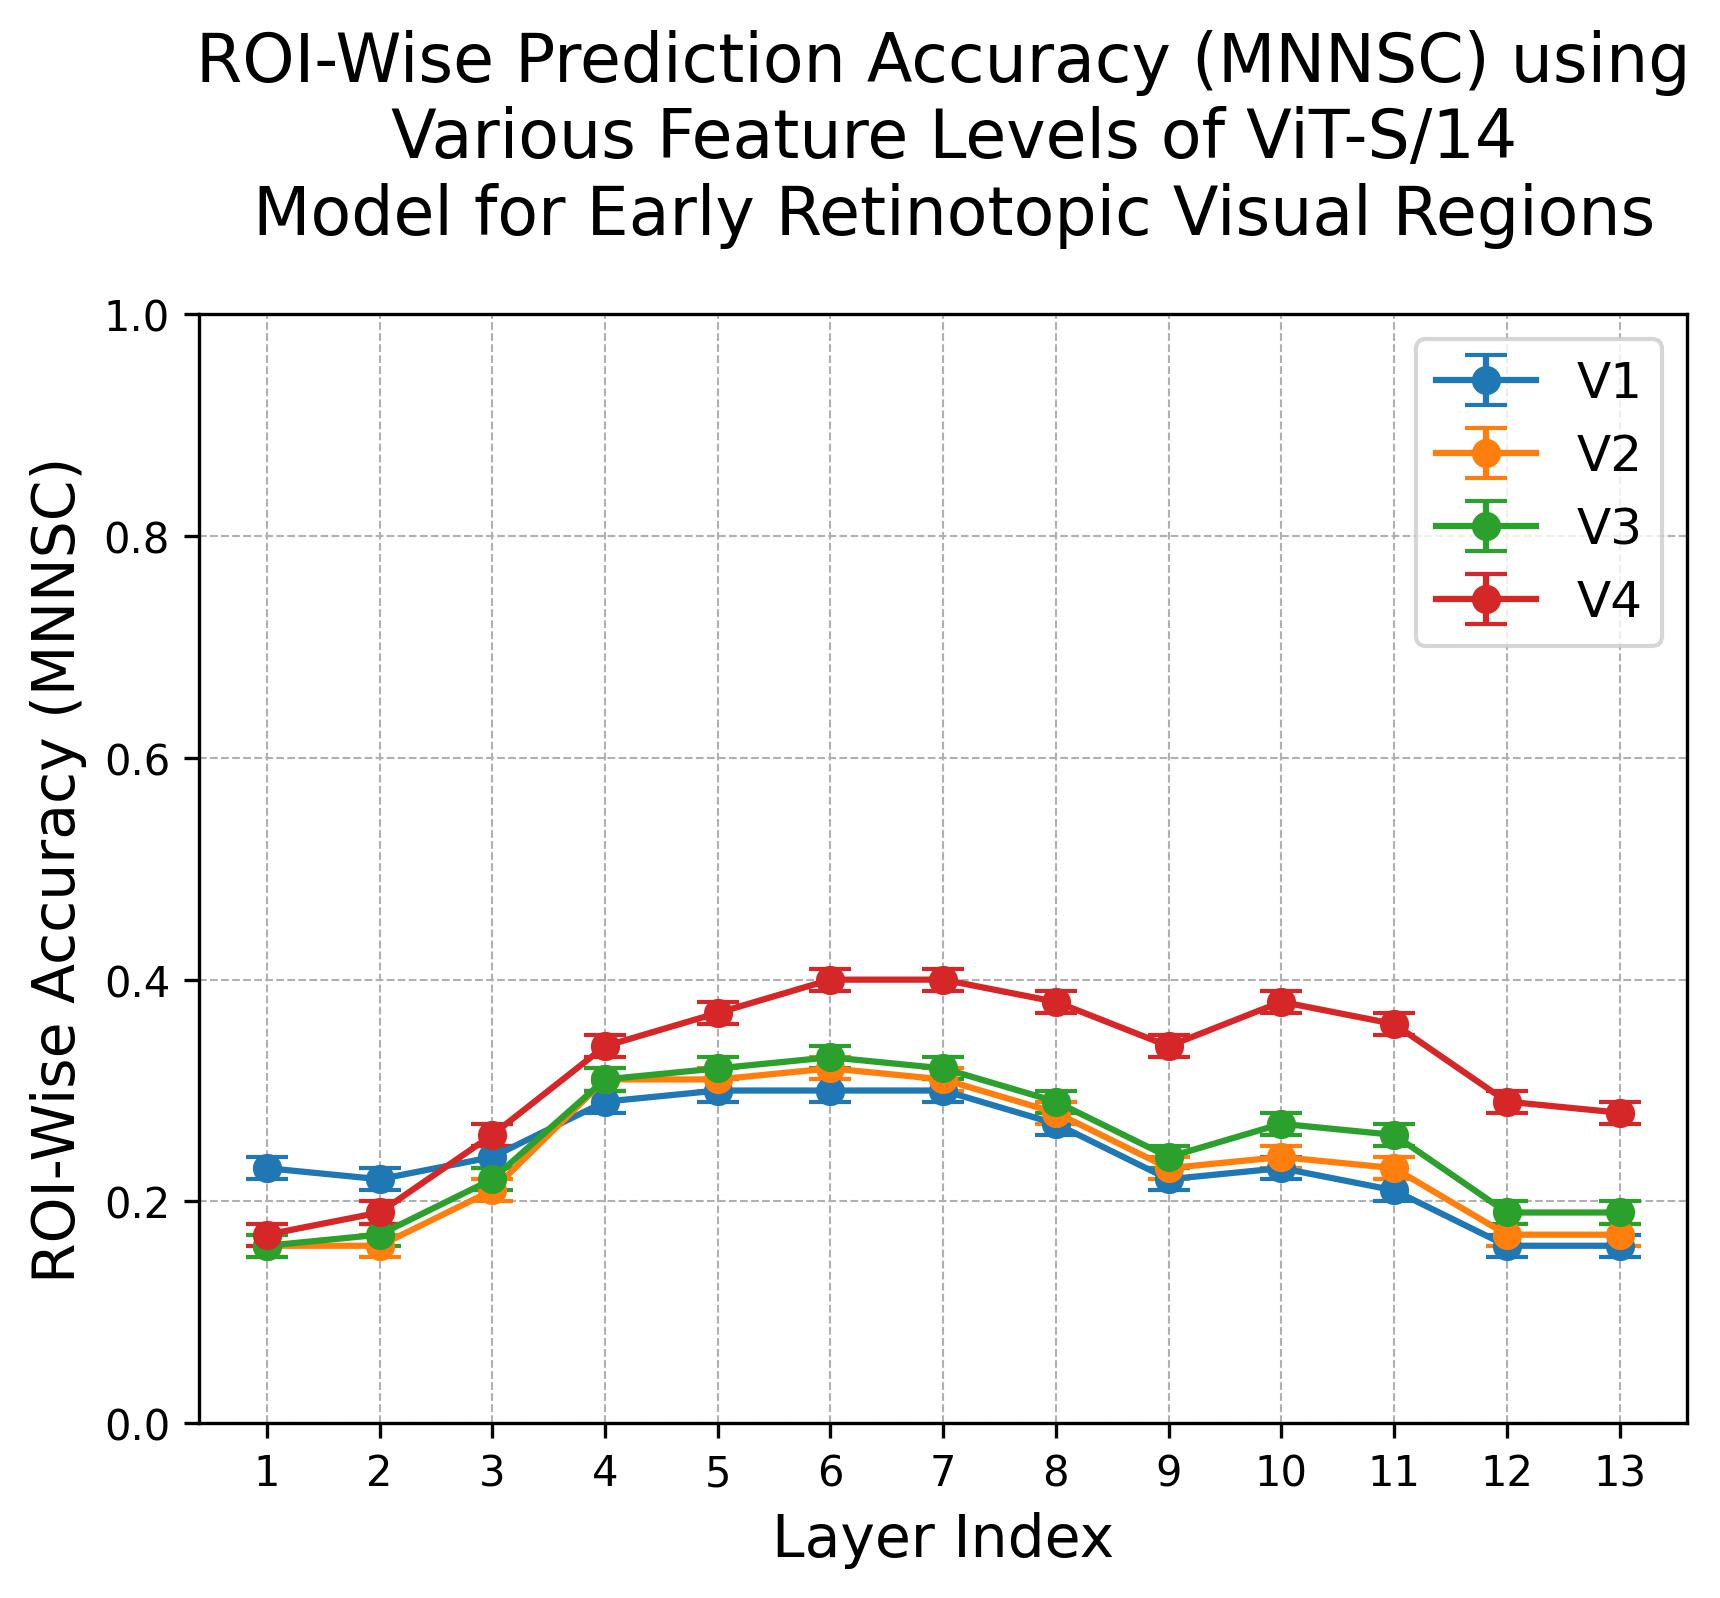 ROI-Wise Prediction Accuracy (MNNSC) using
Various Feature Levels of ViT-S/14
Model for Early Retinotopic Visual Regions
ROI-Wise Accuracy (MNNSC)
1.0
0.8
0.6
0.4
0.2
0.0
V1
V2
V3
V4
1 2 3 4 5 6 7 8 9 10 11 12 13
Layer Index